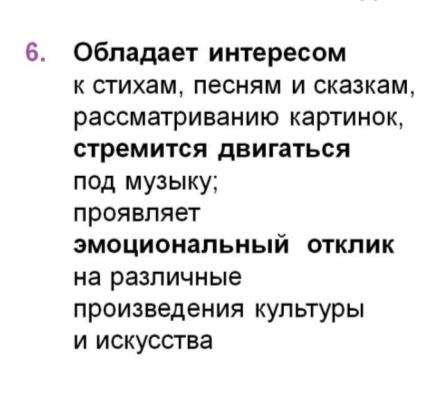 6. Обладает интересом
к стихам, песням и сказкам,
рассматриванию картинок,
стремится двигаться
под музыку;
проявляет
эмоциональный отклик
на различные
произведения культуры
и искусства